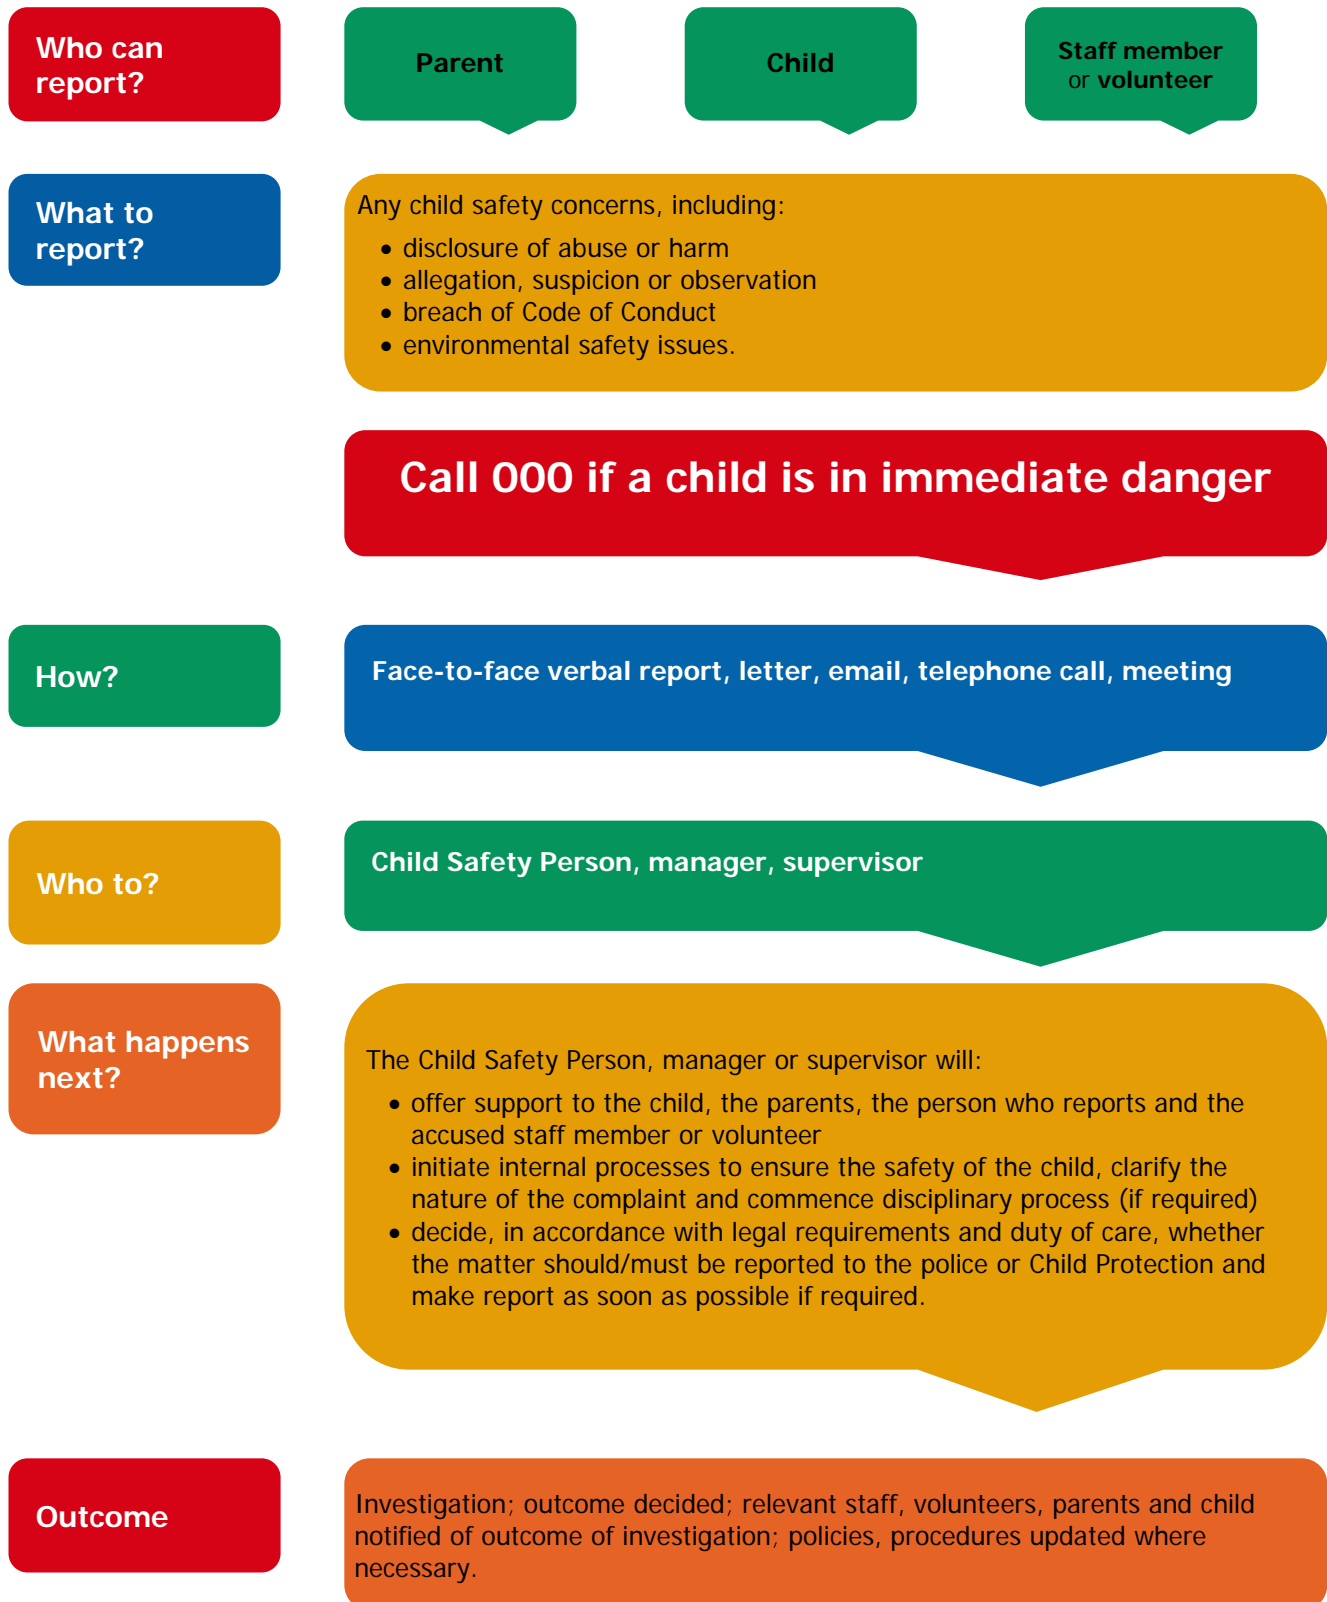 Who can
report?
Parent
Child
Staff member
or volunteer
What to
report?
Any child safety concerns, including:
• disclosure of abuse or harm
• allegation, suspicion or observation
• breach of Code of Conduct
• environmental safety issues.
Call 000 if a child is in immediate danger
How?
Face-to-face verbal report, letter, email, telephone call, meeting
Who to?
Child Safety Person, manager, supervisor
What happens
next?
The Child Safety Person, manager or supervisor will:
• offer support to the child, the parents, the person who reports and the
accused staff member or volunteer
• initiate internal processes to ensure the safety of the child, clarify the
nature of the complaint and commence disciplinary process (if required)
• decide, in accordance with legal requirements and duty of care, whether
the matter should/must be reported to the police or Child Protection and
make report as soon as possible if required.
Outcome
Investigation; outcome decided; relevant staff, volunteers, parents and child
notified of outcome of investigation; policies, procedures updated where
necessary.